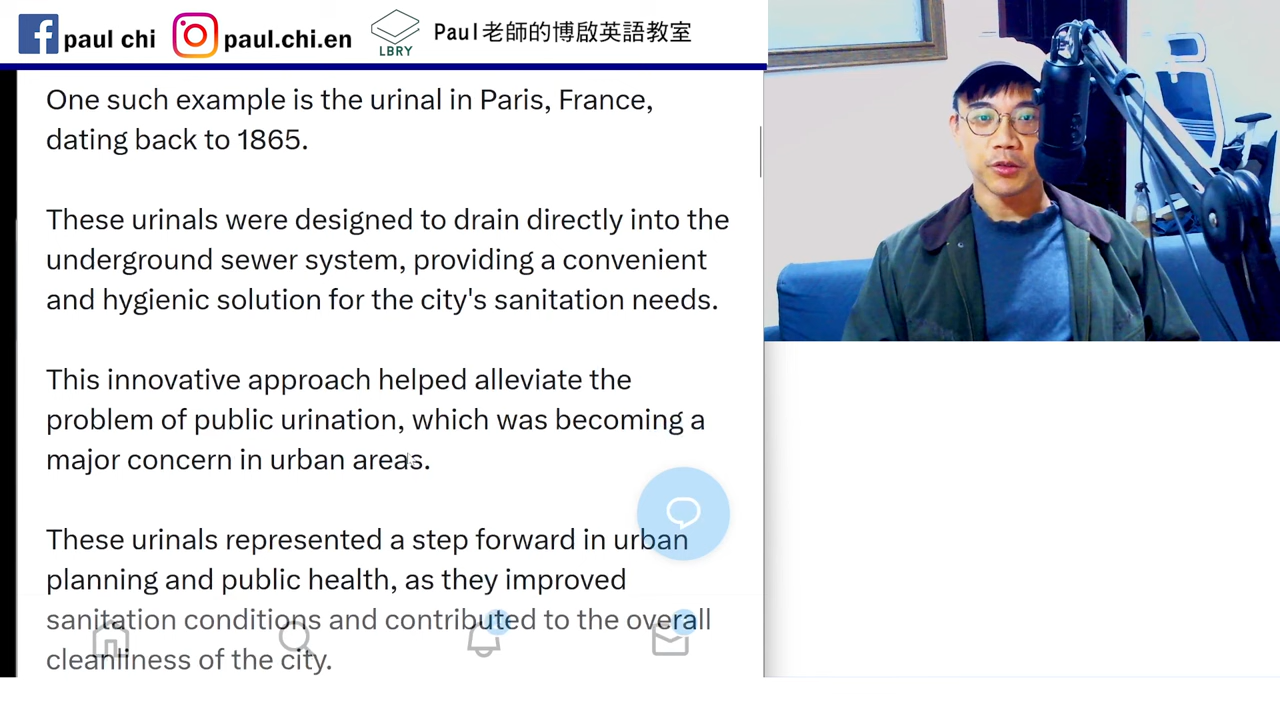 paul chi
paul.chi.en
LBRY
Paul老師的博啟英語教室
One such example is the urinal in Paris, France,
dating back to 1865.
These urinals were designed to drain directly into the
underground sewer system, providing a convenient
and hygienic solution for the city's sanitation needs.
This innovative approach helped alleviate the
problem of public urination, which was becoming a
major concern in urban areas.
These urinals represented a step forward in urban
planning and public health, as they improved
sanitation conditions and contributed to the overall
cleanliness of the city.